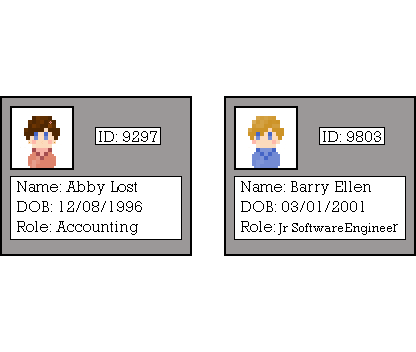 ID: 9297
Name: Abby Lost
DOB: 12/08/1996
Role: Accounting
ID: 9803
Name: Barry Ellen
DOB: 03/01/2001
Role: Jr SoftwareEngineer